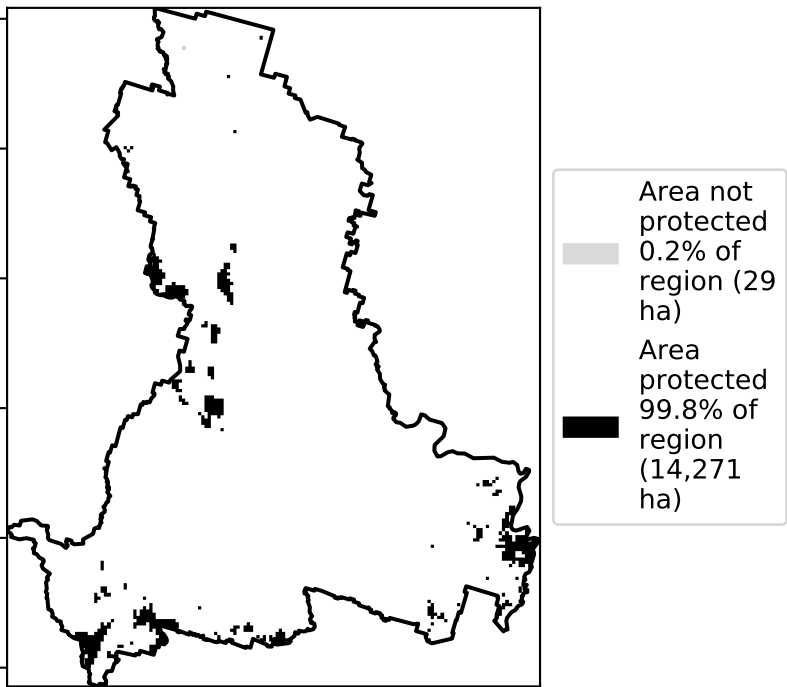 Area not
protected
0.2% of
region (29
ha)
Area
protected
99.8% of
region
(14,271
ha)